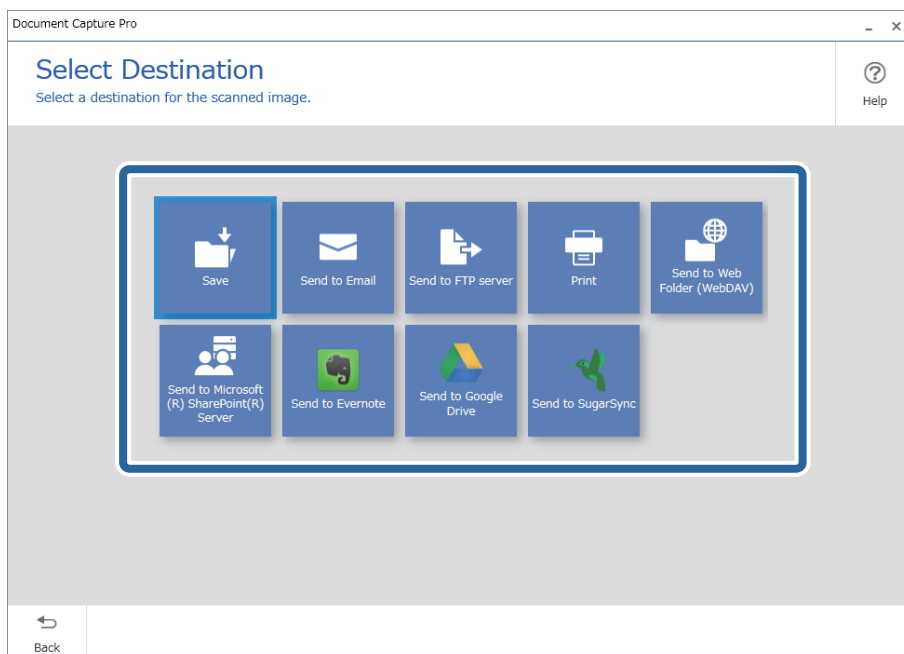 Document Capture Pro
Select Destination
Select a destination for the scanned image.
Help
Save
Send to Email
Send to FTP server
Print
Send to Web
Folder (WebDAV)
Send to Microsoft
(R) SharePoint(R)
Server
Send to Evernote
Send to Google
Drive
Send to SugarSync
Back